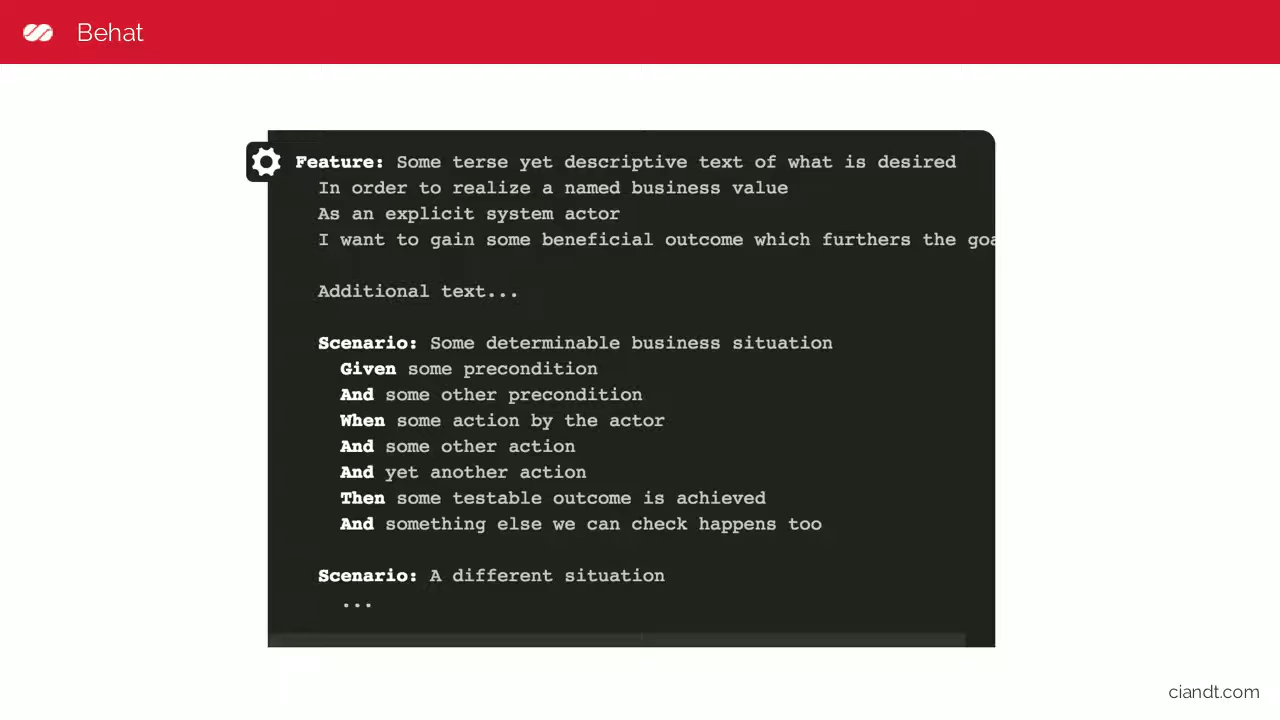 Behat
Feature: Some terse yet descriptive text of what is desired
In order to realize a named business value
As an explicit system actor
I want to gain some beneficial outcome which furthers the
Additional text...
Scenario: Some determinable business situation
Given some precondition
And some other precondition
When some action by the actor
And some other action
And yet another action
Then some testable outcome is achieved
And something else we can check happens too
Scenario: A different situation
...
ciandt.com